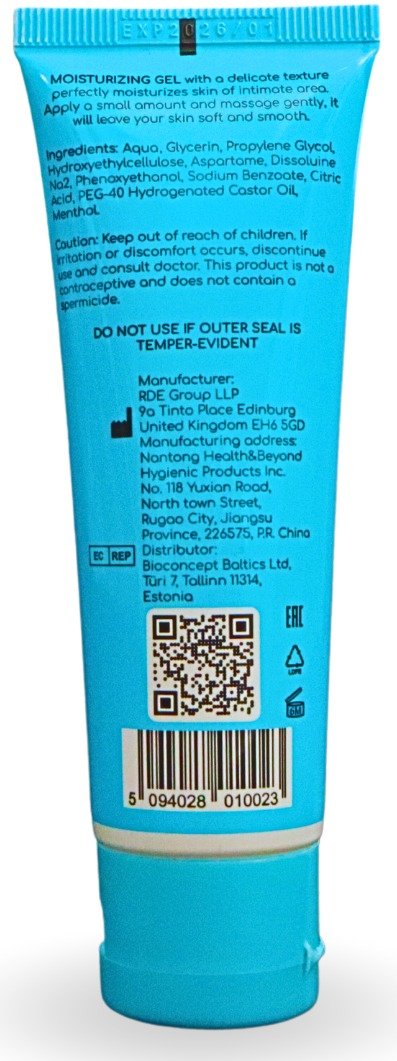 EXP2026/01
MOISTURIZING GEL with a delicate texture
perfectly moisturizes skin of intimate area.
Apply a small amount and massage gently, it
will leave your skin soft and smooth.
Ingredients: Aqua, Glycerin, Propylene Glycol,
Hydroxyethylcellulose, Aspartame, Dissoluine
Na2, Phenoxyethanol, Sodium Benzoate, Citric
Acid, PEG-40 Hydrogenated Castor Oil,
Menthol.
Caution: Keep out of reach of children. If
irritation or discomfort occurs, discontinue
use and consult doctor. This product is not a
contraceptive and does not contain a
spermicide.
DO NOT USE IF OUTER SEAL IS
TEMPER-EVIDENT
Manufacturer:
RDE Group LLP
9a Tinto Place Edinburg
United Kingdom EH6 5GD
Manufacturing address:
Nantong Health&Beyond
Hygienic Products Inc.
No. 118 Yuxian Road,
North town Street,
Rugao City, Jiangsu
Province, 226575, P.R. China
EC REP
Distributor:
Bioconcept Baltics Ltd,
Türi 7, Tallinn 11314,
Estonia
EAC
LDPE
6M
5 094028 010023